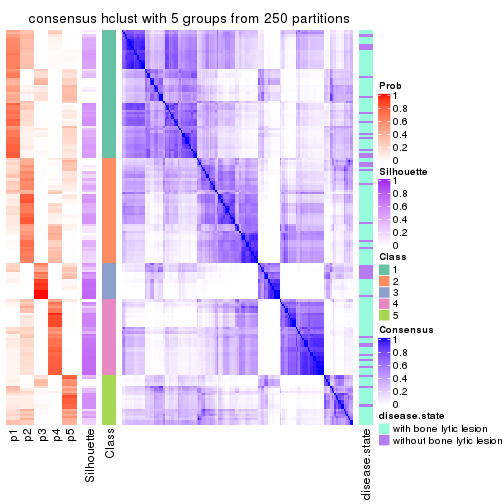 consensus hclust with 5 groups from 250 partitions
Prob
1
0.8
0.6
0.4
0.2
0
Silhouette
1
0.8
0.6
0.4
0.2
0
Class
1
2
3
4
5
Consensus
1
0.8
0.6
0.4
0.2
0
disease.state
with bone lytic lesion
without bone lytic lesion
p1
p2
p3
p4
p5
Silhouette
Class
disease.state